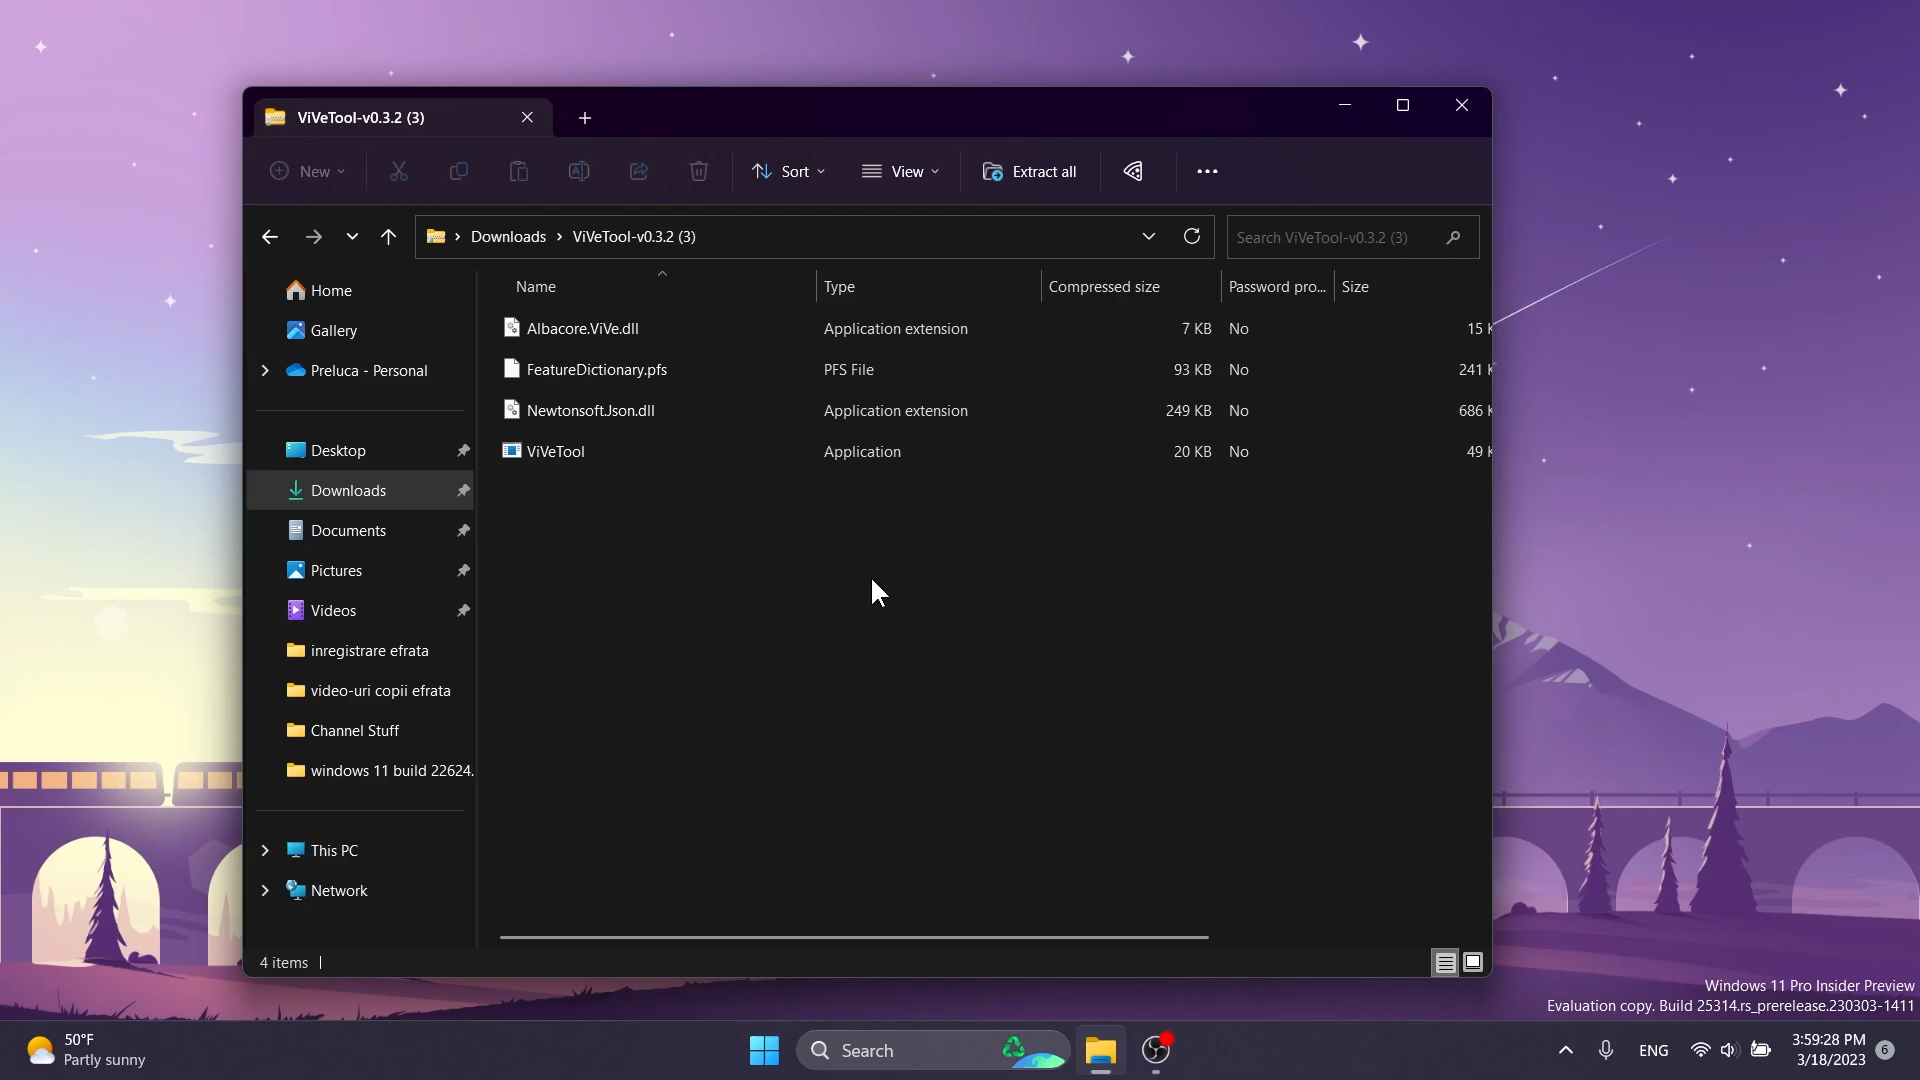 ViVeTool-v0.3.2 (3)
New
Sort
View
Extract all
Downloads
ViVeTool-v0.3.2 (3)
Search ViVeTool-v0.3.2 (3)
Home
Gallery
Preluca - Personal
Desktop
Downloads
Documents
Pictures
Videos
inregistrare efrata
video-uri copii efrata
Channel Stuff
windows 11 build 22624.
This PC
Network
Name Type Compressed size Password pro... Size
Albacore.ViVe.dll Application extension 7 KB No 15 K
FeatureDictionary.pfs PFS File 93 KB No 241 K
Newtonsoft.Json.dll Application extension 249 KB No 686 K
ViVeTool Application 20 KB No 49 K
4 items
Windows 11 Pro Insider Preview
Evaluation copy. Build 25314.rs_prerelease.230303-1411
50°F
Partly sunny
Search
ENG
3:59:28 PM
3/18/2023
6